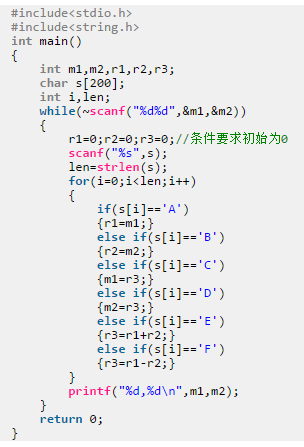 #include<stdio.h>
#include<string.h>
int main()
{
    int m1,m2,r1,r2,r3;
    char s[200];
    int i,len;
    while(~scanf("%d%d",&m1,&m2))
    {
        r1=0;r2=0;r3=0;//条件要求初始为0
        scanf("%s",s);
        len=strlen(s);
        for(i=0;i<len;i++)
        {
            if(s[i]=='A')
            {r1=m1;}
            else if(s[i]=='B')
            {r2=m2;}
            else if(s[i]=='C')
            {m1=r3;}
            else if(s[i]=='D')
            {m2=r3;}
            else if(s[i]=='E')
            {r3=r1+r2;}
            else if(s[i]=='F')
            {r3=r1-r2;}
        }
        printf("%d,%d\n",m1,m2);
    }
    return 0;
}